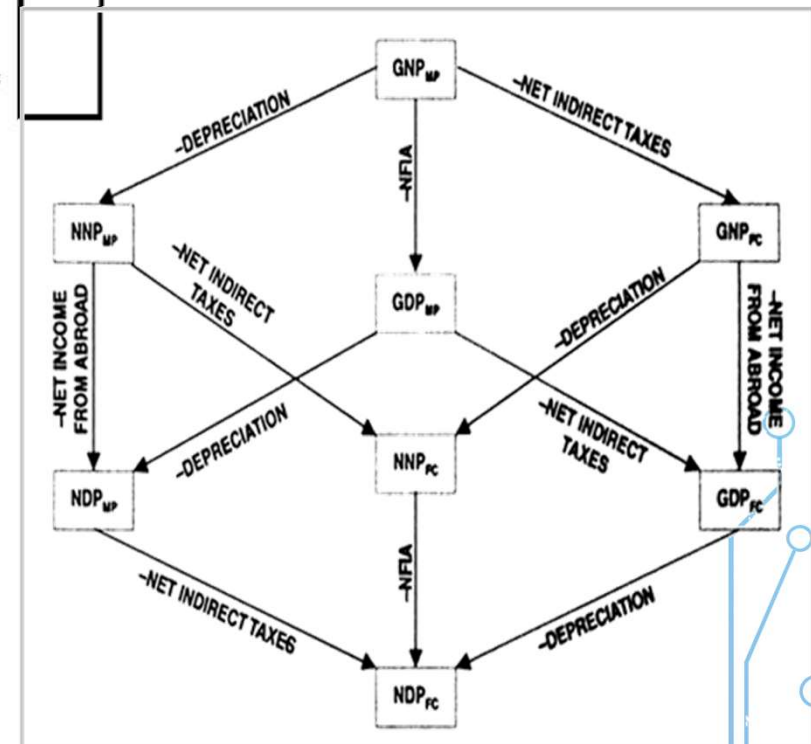 GNPMP
–DEPRECIATION
–NFIA
–NET INDIRECT TAXES
NNPMP
GNPFC
–NET INDIRECT
TAXES
–NET INCOME
FROM ABROAD
GDPMP
–DEPRECIATION
–NET INCOME
FROM ABROAD
–DEPRECIATION
–NET INDIRECT
TAXES
NNPFC
NDPMP
GDPFC
–NET INDIRECT TAXES
–NFIA
–DEPRECIATION
NDPFC